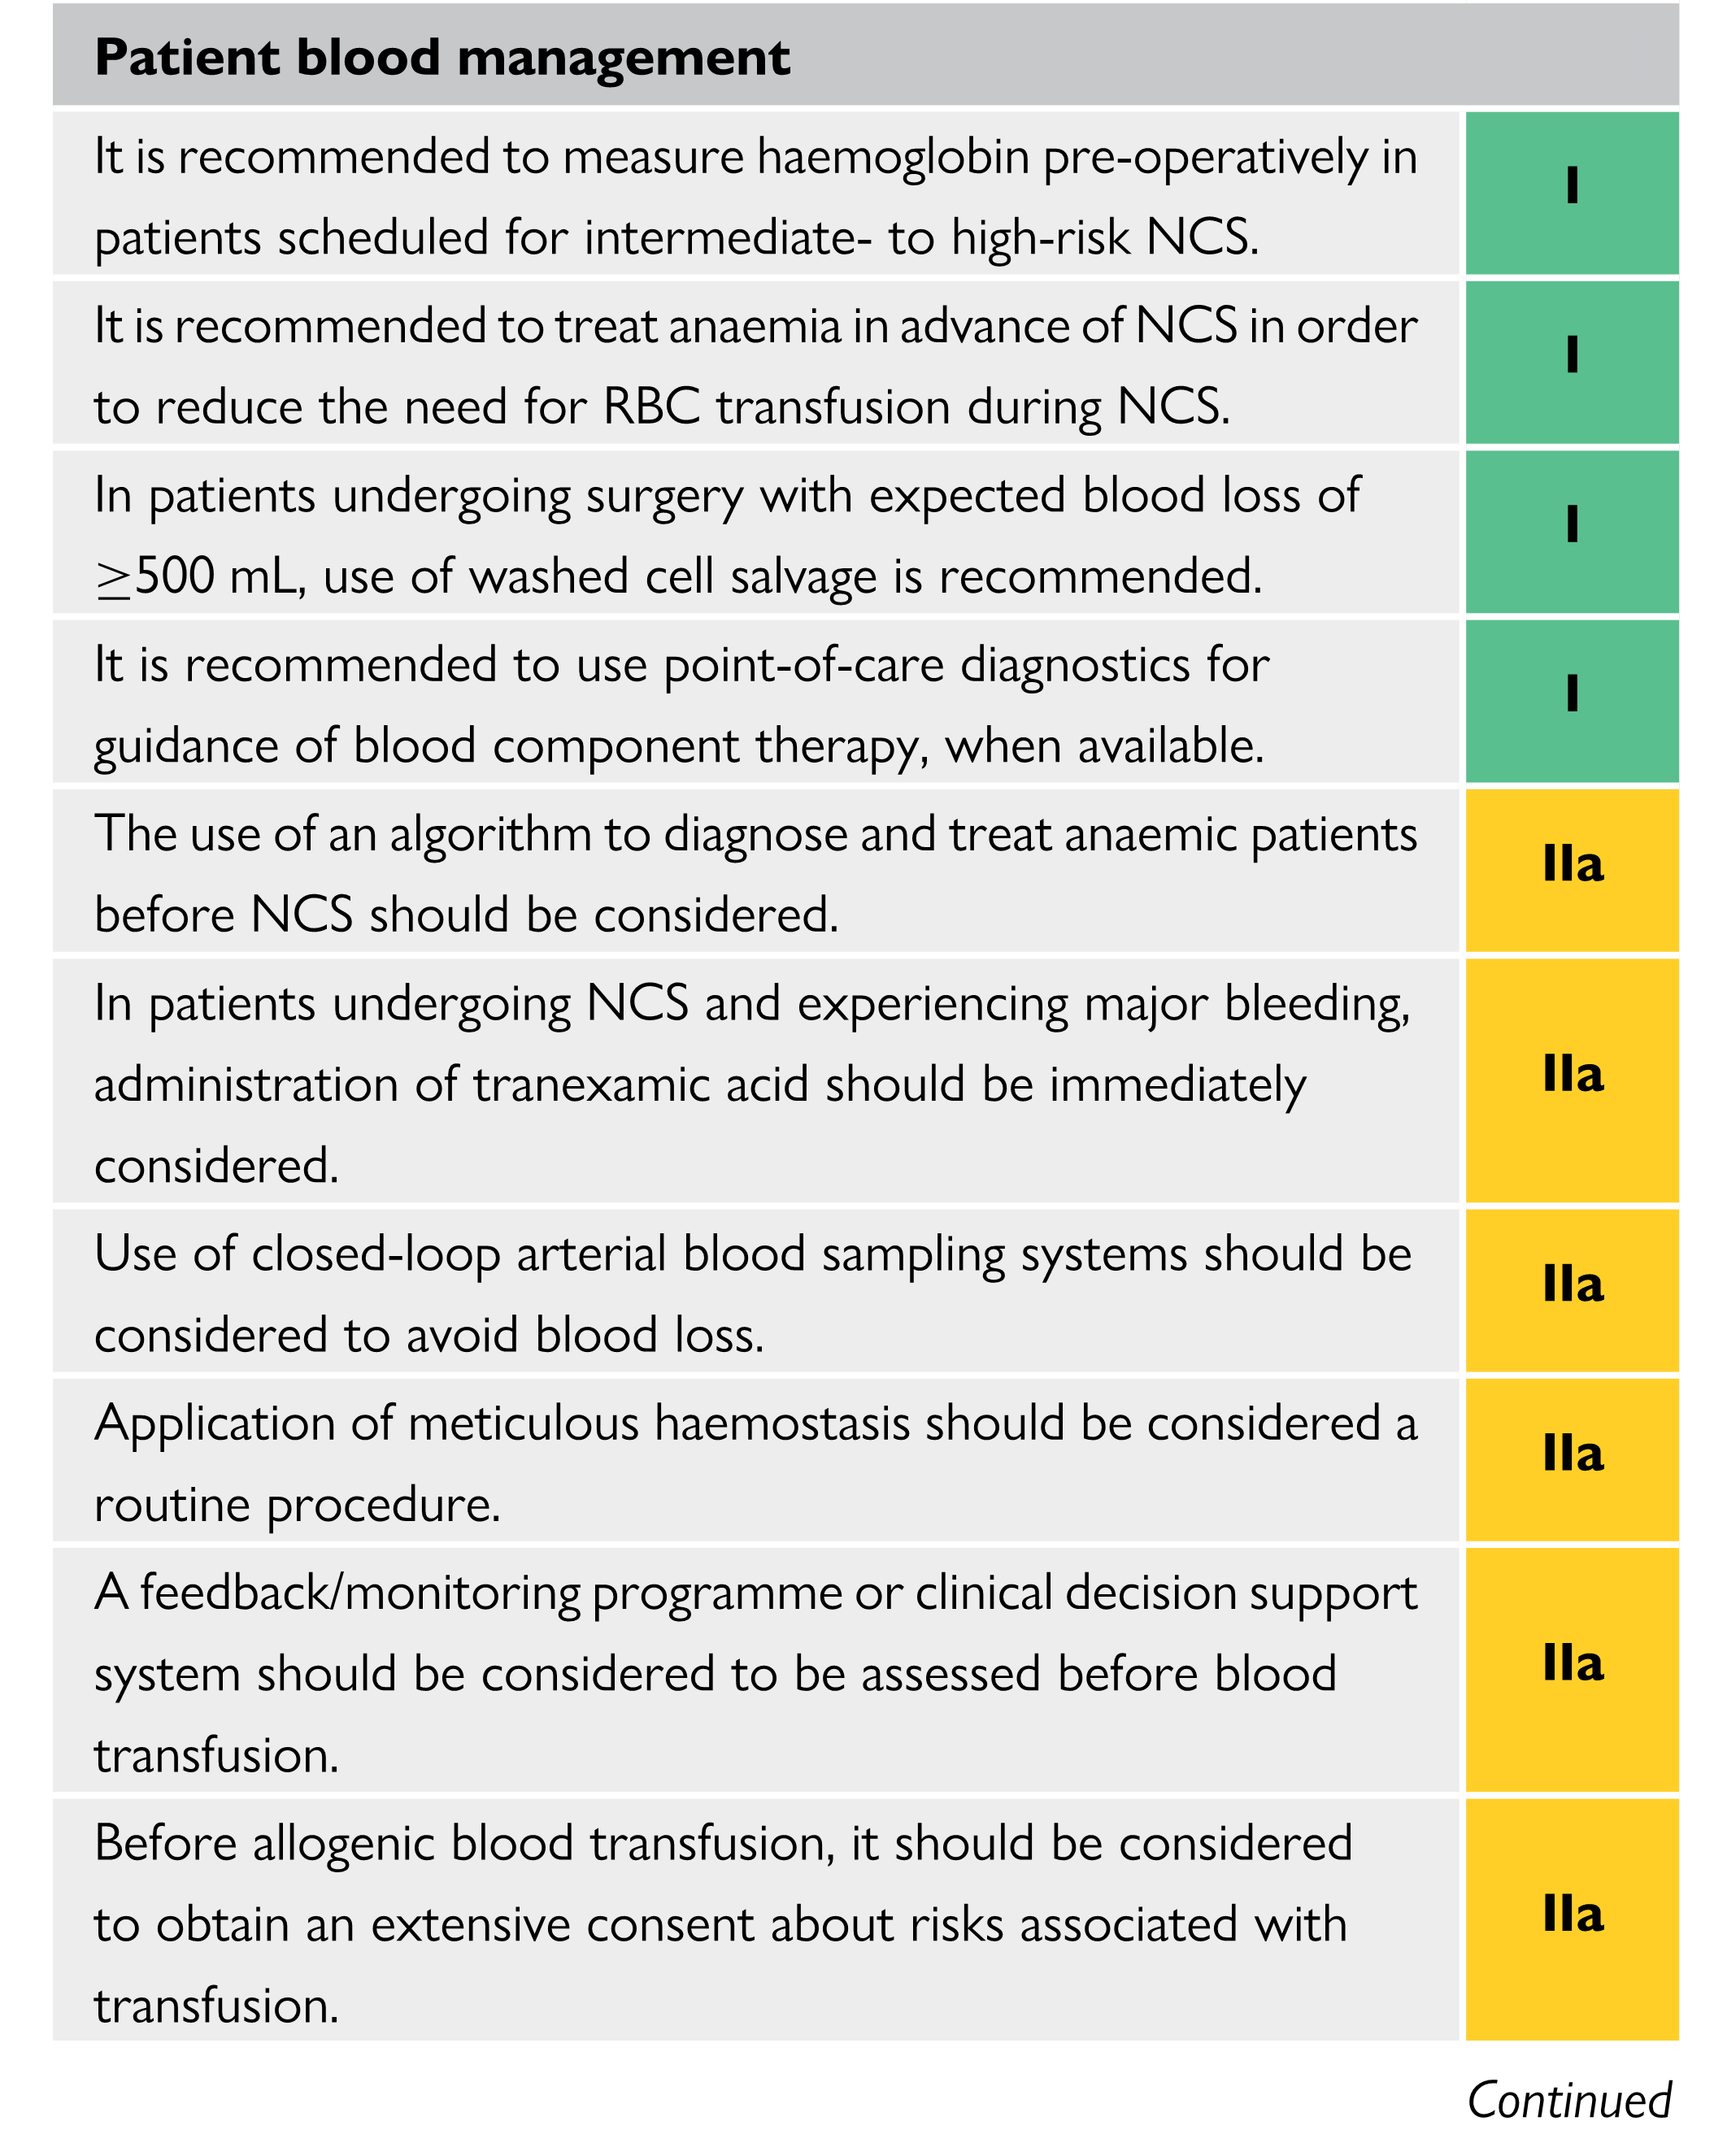 Patient blood management
It is recommended to measure haemoglobin pre-operatively in
patients scheduled for intermediate- to high-risk NCS.
I
It is recommended to treat anaemia in advance of NCS in order
to reduce the need for RBC transfusion during NCS.
I
In patients undergoing surgery with expected blood loss of
≥500 mL, use of washed cell salvage is recommended.
I
It is recommended to use point-of-care diagnostics for
guidance of blood component therapy, when available.
I
The use of an algorithm to diagnose and treat anaemic patients
before NCS should be considered.
IIa
In patients undergoing NCS and experiencing major bleeding,
administration of tranexamic acid should be immediately
considered.
IIa
Use of closed-loop arterial blood sampling systems should be
considered to avoid blood loss.
IIa
Application of meticulous haemostasis should be considered a
routine procedure.
IIa
A feedback/monitoring programme or clinical decision support
system should be considered to be assessed before blood
transfusion.
IIa
Before allogenic blood transfusion, it should be considered
to obtain an extensive consent about risks associated with
transfusion.
IIa
Continued